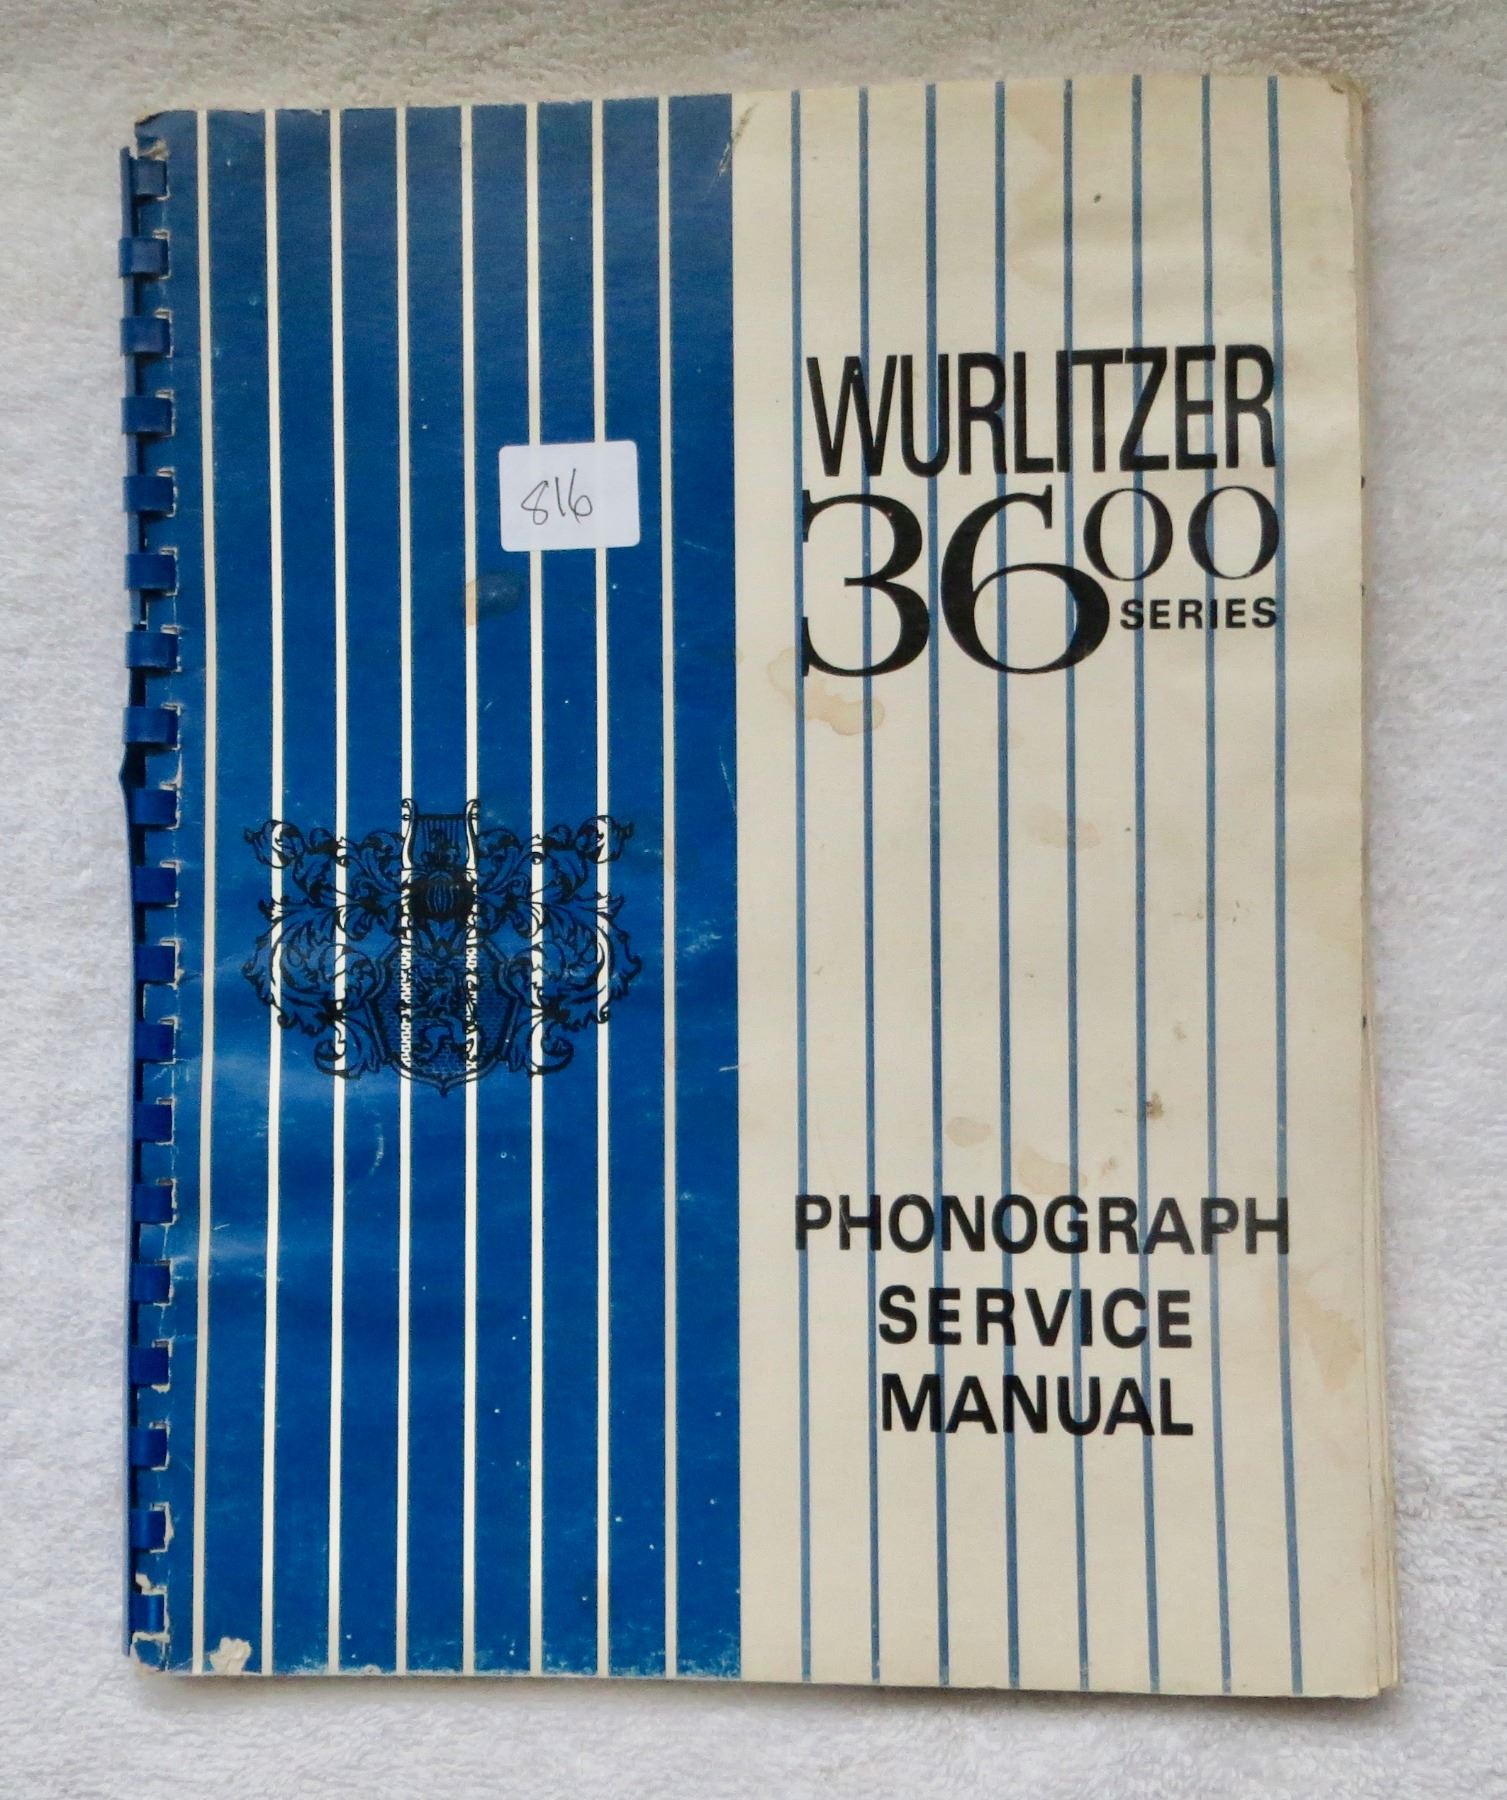 816
WURLITZER
3600
SERIES
PHONOGRAPH
SERVICE
MANUAL